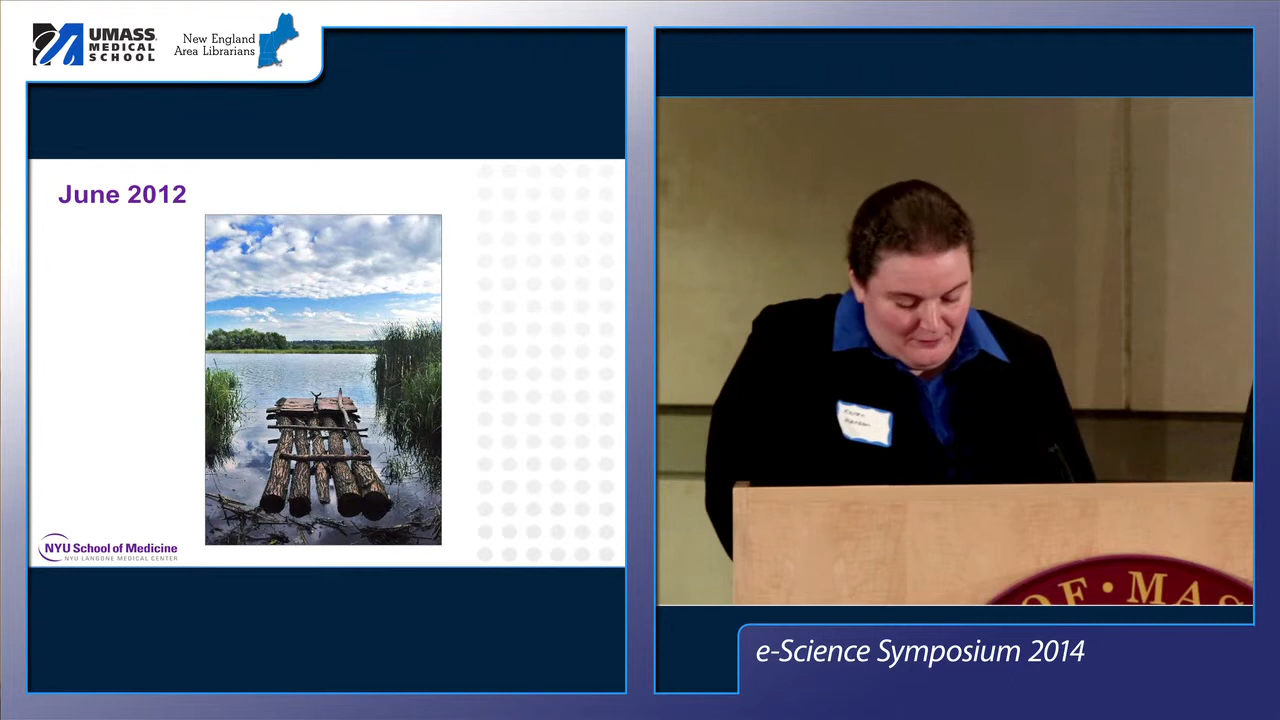 UMASS
MEDICAL
SCHOOL
New England
Area Librarians
June 2012
NYU School of Medicine
NYU LANGONE MEDICAL CENTER
OF • MAS
e-Science Symposium 2014